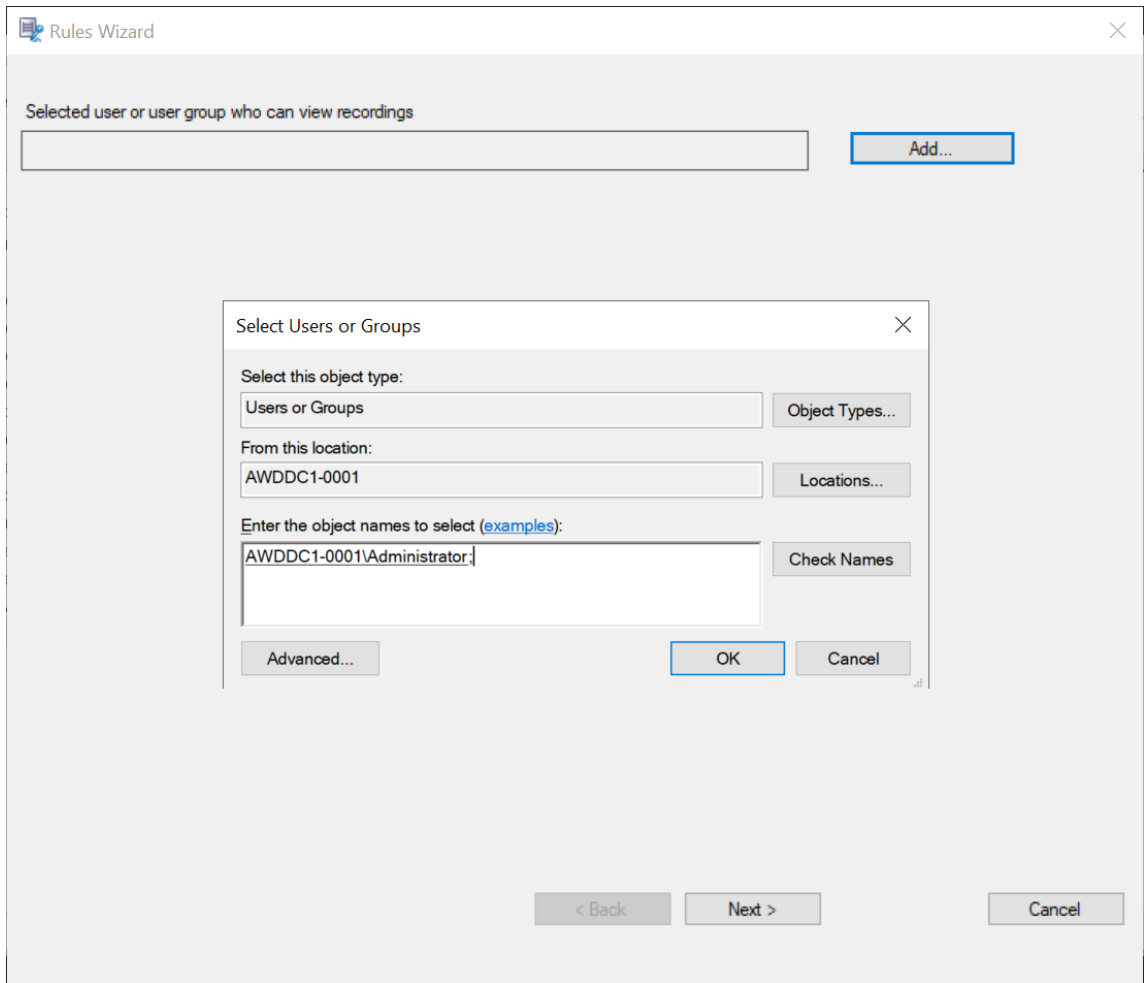 Rules Wizard
Selected user or user group who can view recordings
Add...
Select Users or Groups
Select this object type:
Users or Groups
Object Types...
From this location:
AWDDC1-0001
Locations...
Enter the object names to select (examples):
AWDDC1-0001\Administrator;
Check Names
Advanced...
OK
Cancel
< Back
Next >
Cancel